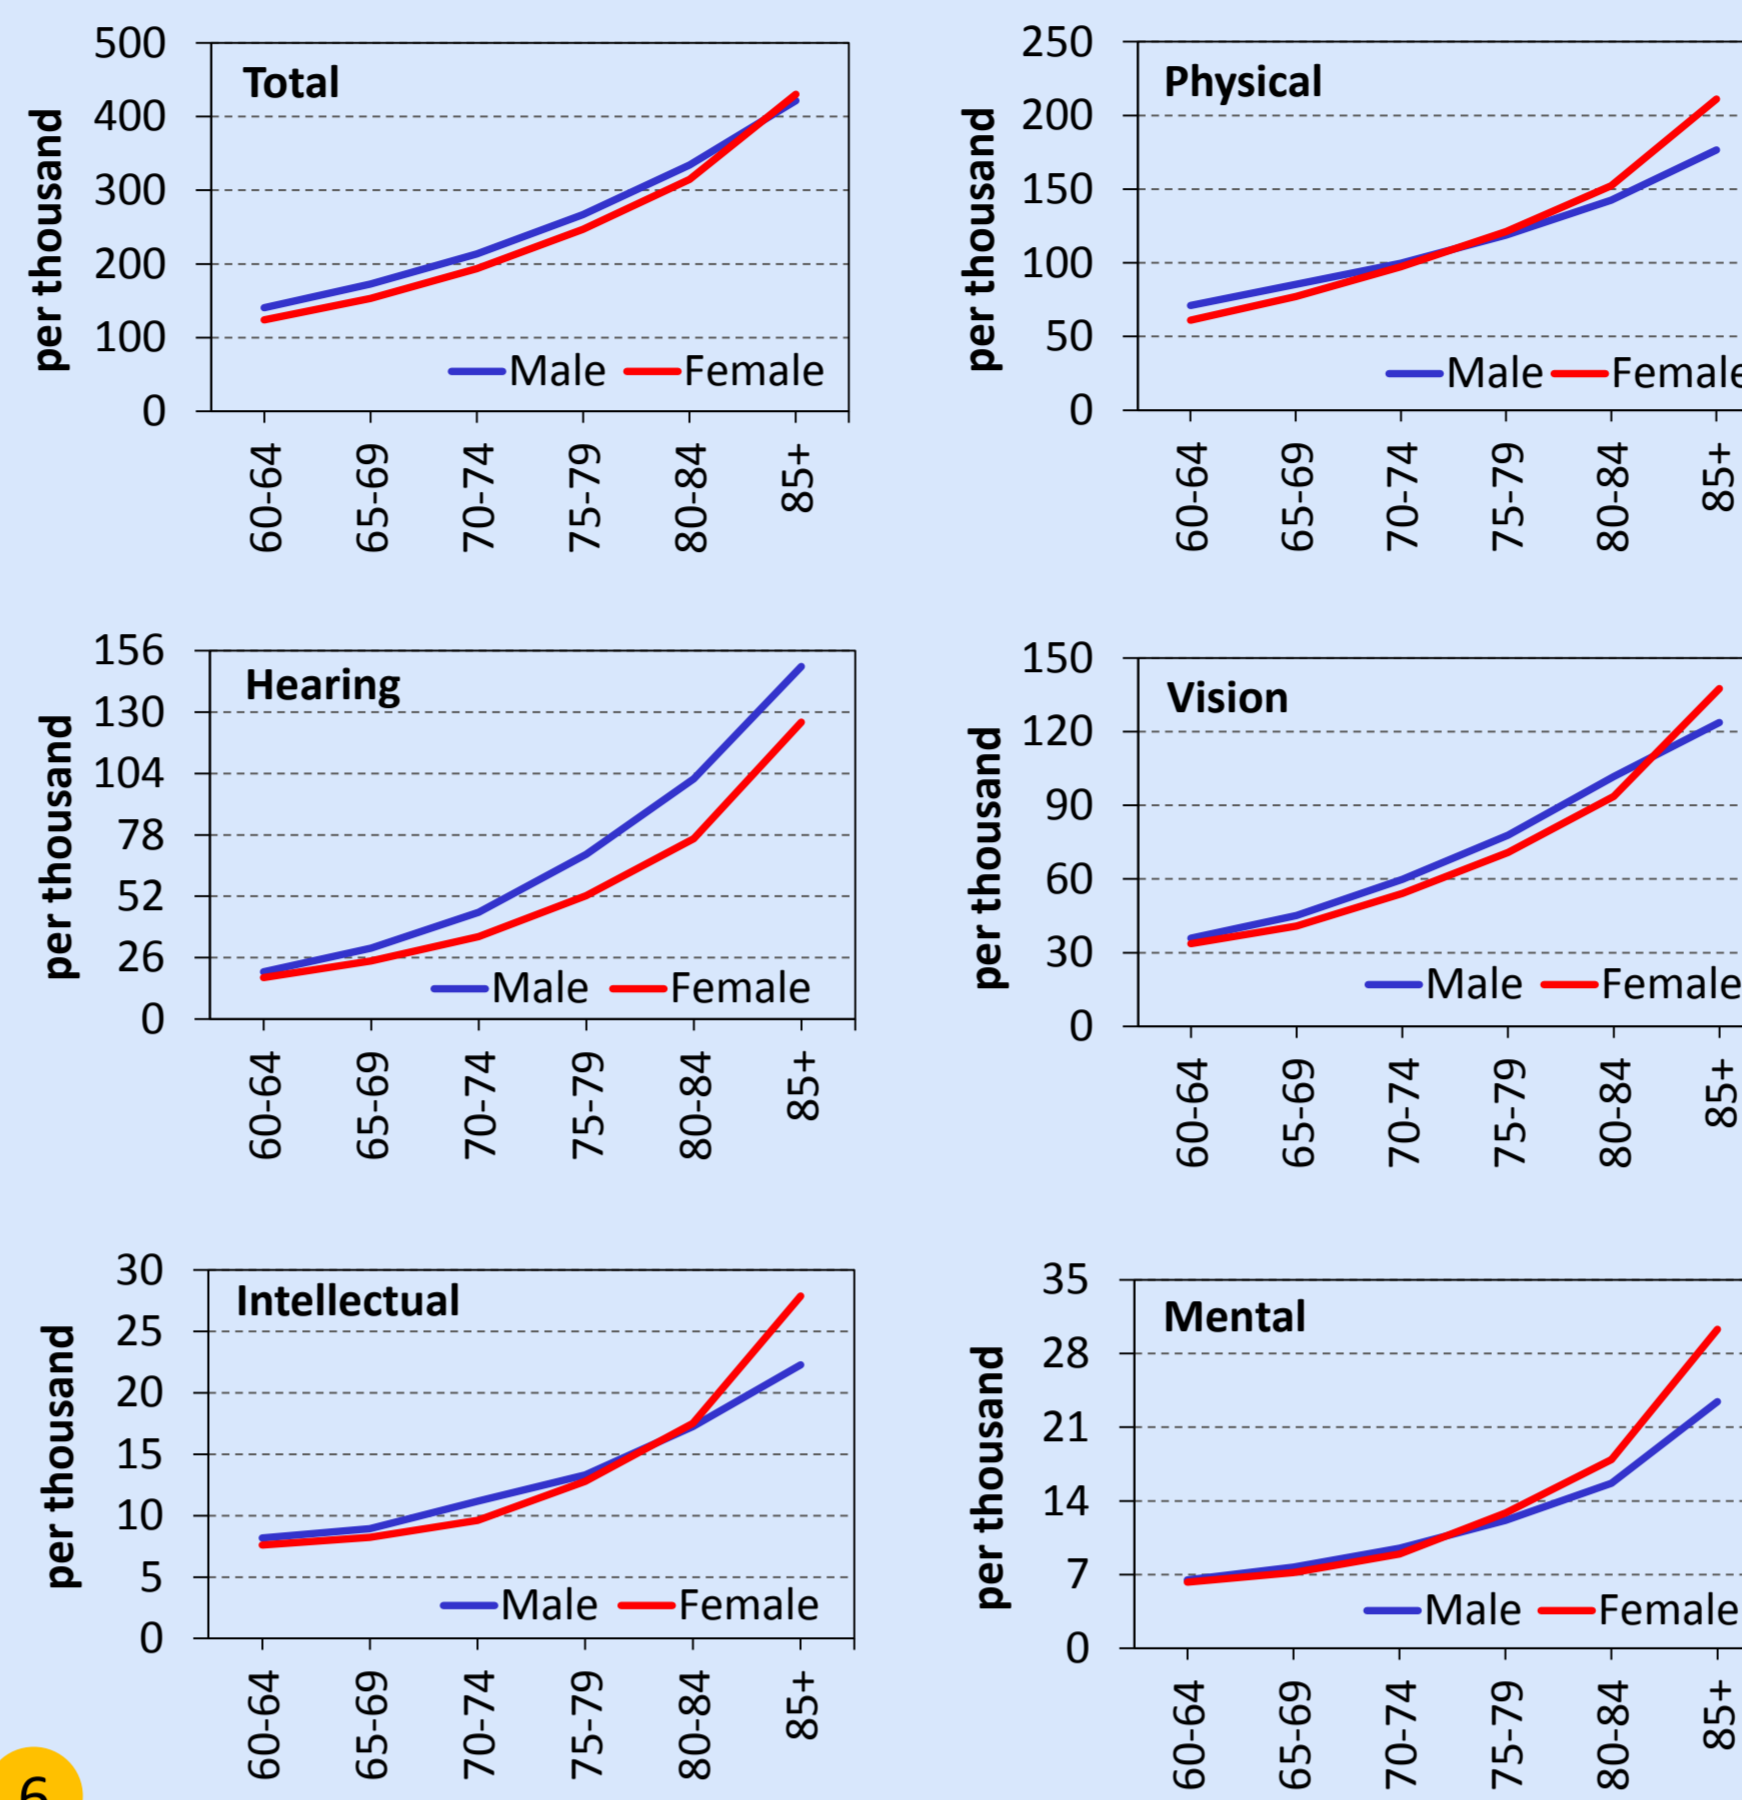 Total
per thousand
500
400
300
200
100
0
Male Female
60-64 65-69 70-74 75-79 80-84 85+
Physical
per thousand
250
200
150
100
50
0
Male Female
60-64 65-69 70-74 75-79 80-84 85+
Hearing
per thousand
156
130
104
78
52
26
0
Male Female
60-64 65-69 70-74 75-79 80-84 85+
Vision
per thousand
150
120
90
60
30
0
Male Female
60-64 65-69 70-74 75-79 80-84 85+
Intellectual
per thousand
30
25
20
15
10
5
0
Male Female
60-64 65-69 70-74 75-79 80-84 85+
Mental
per thousand
35
28
21
14
7
0
Male Female
60-64 65-69 70-74 75-79 80-84 85+
6